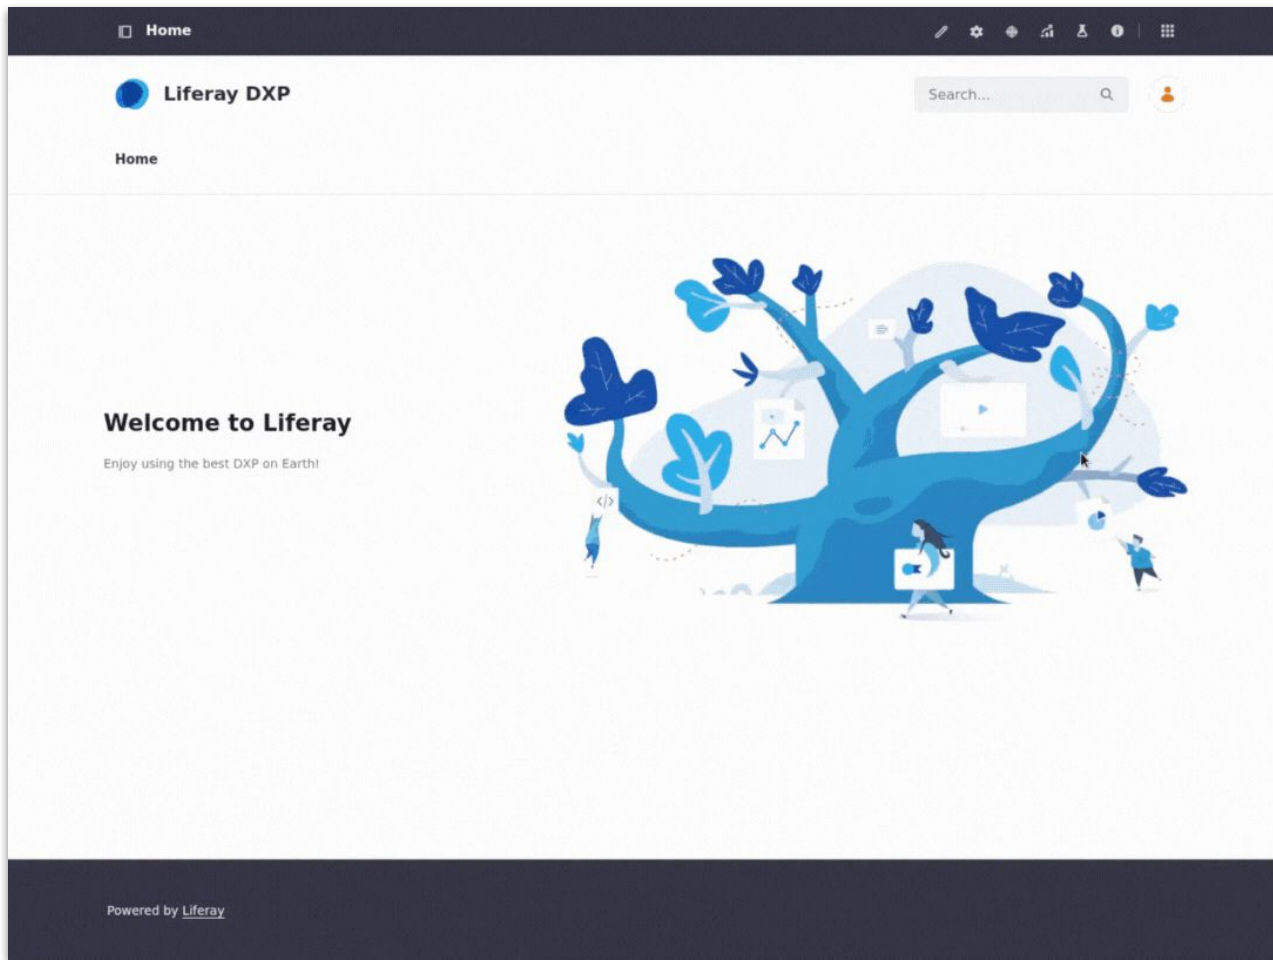 Home
Liferay DXP
Search...
Home
Welcome to Liferay
Enjoy using the best DXP on Earth!
</>
Powered by Liferay